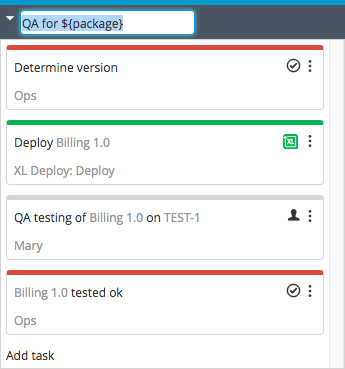 QA for ${package}
Determine version
Ops
Deploy Billing 1.0
XL
XL Deploy: Deploy
QA testing of Billing 1.0 on TEST-1
Mary
Billing 1.0 tested ok
Ops
Add task